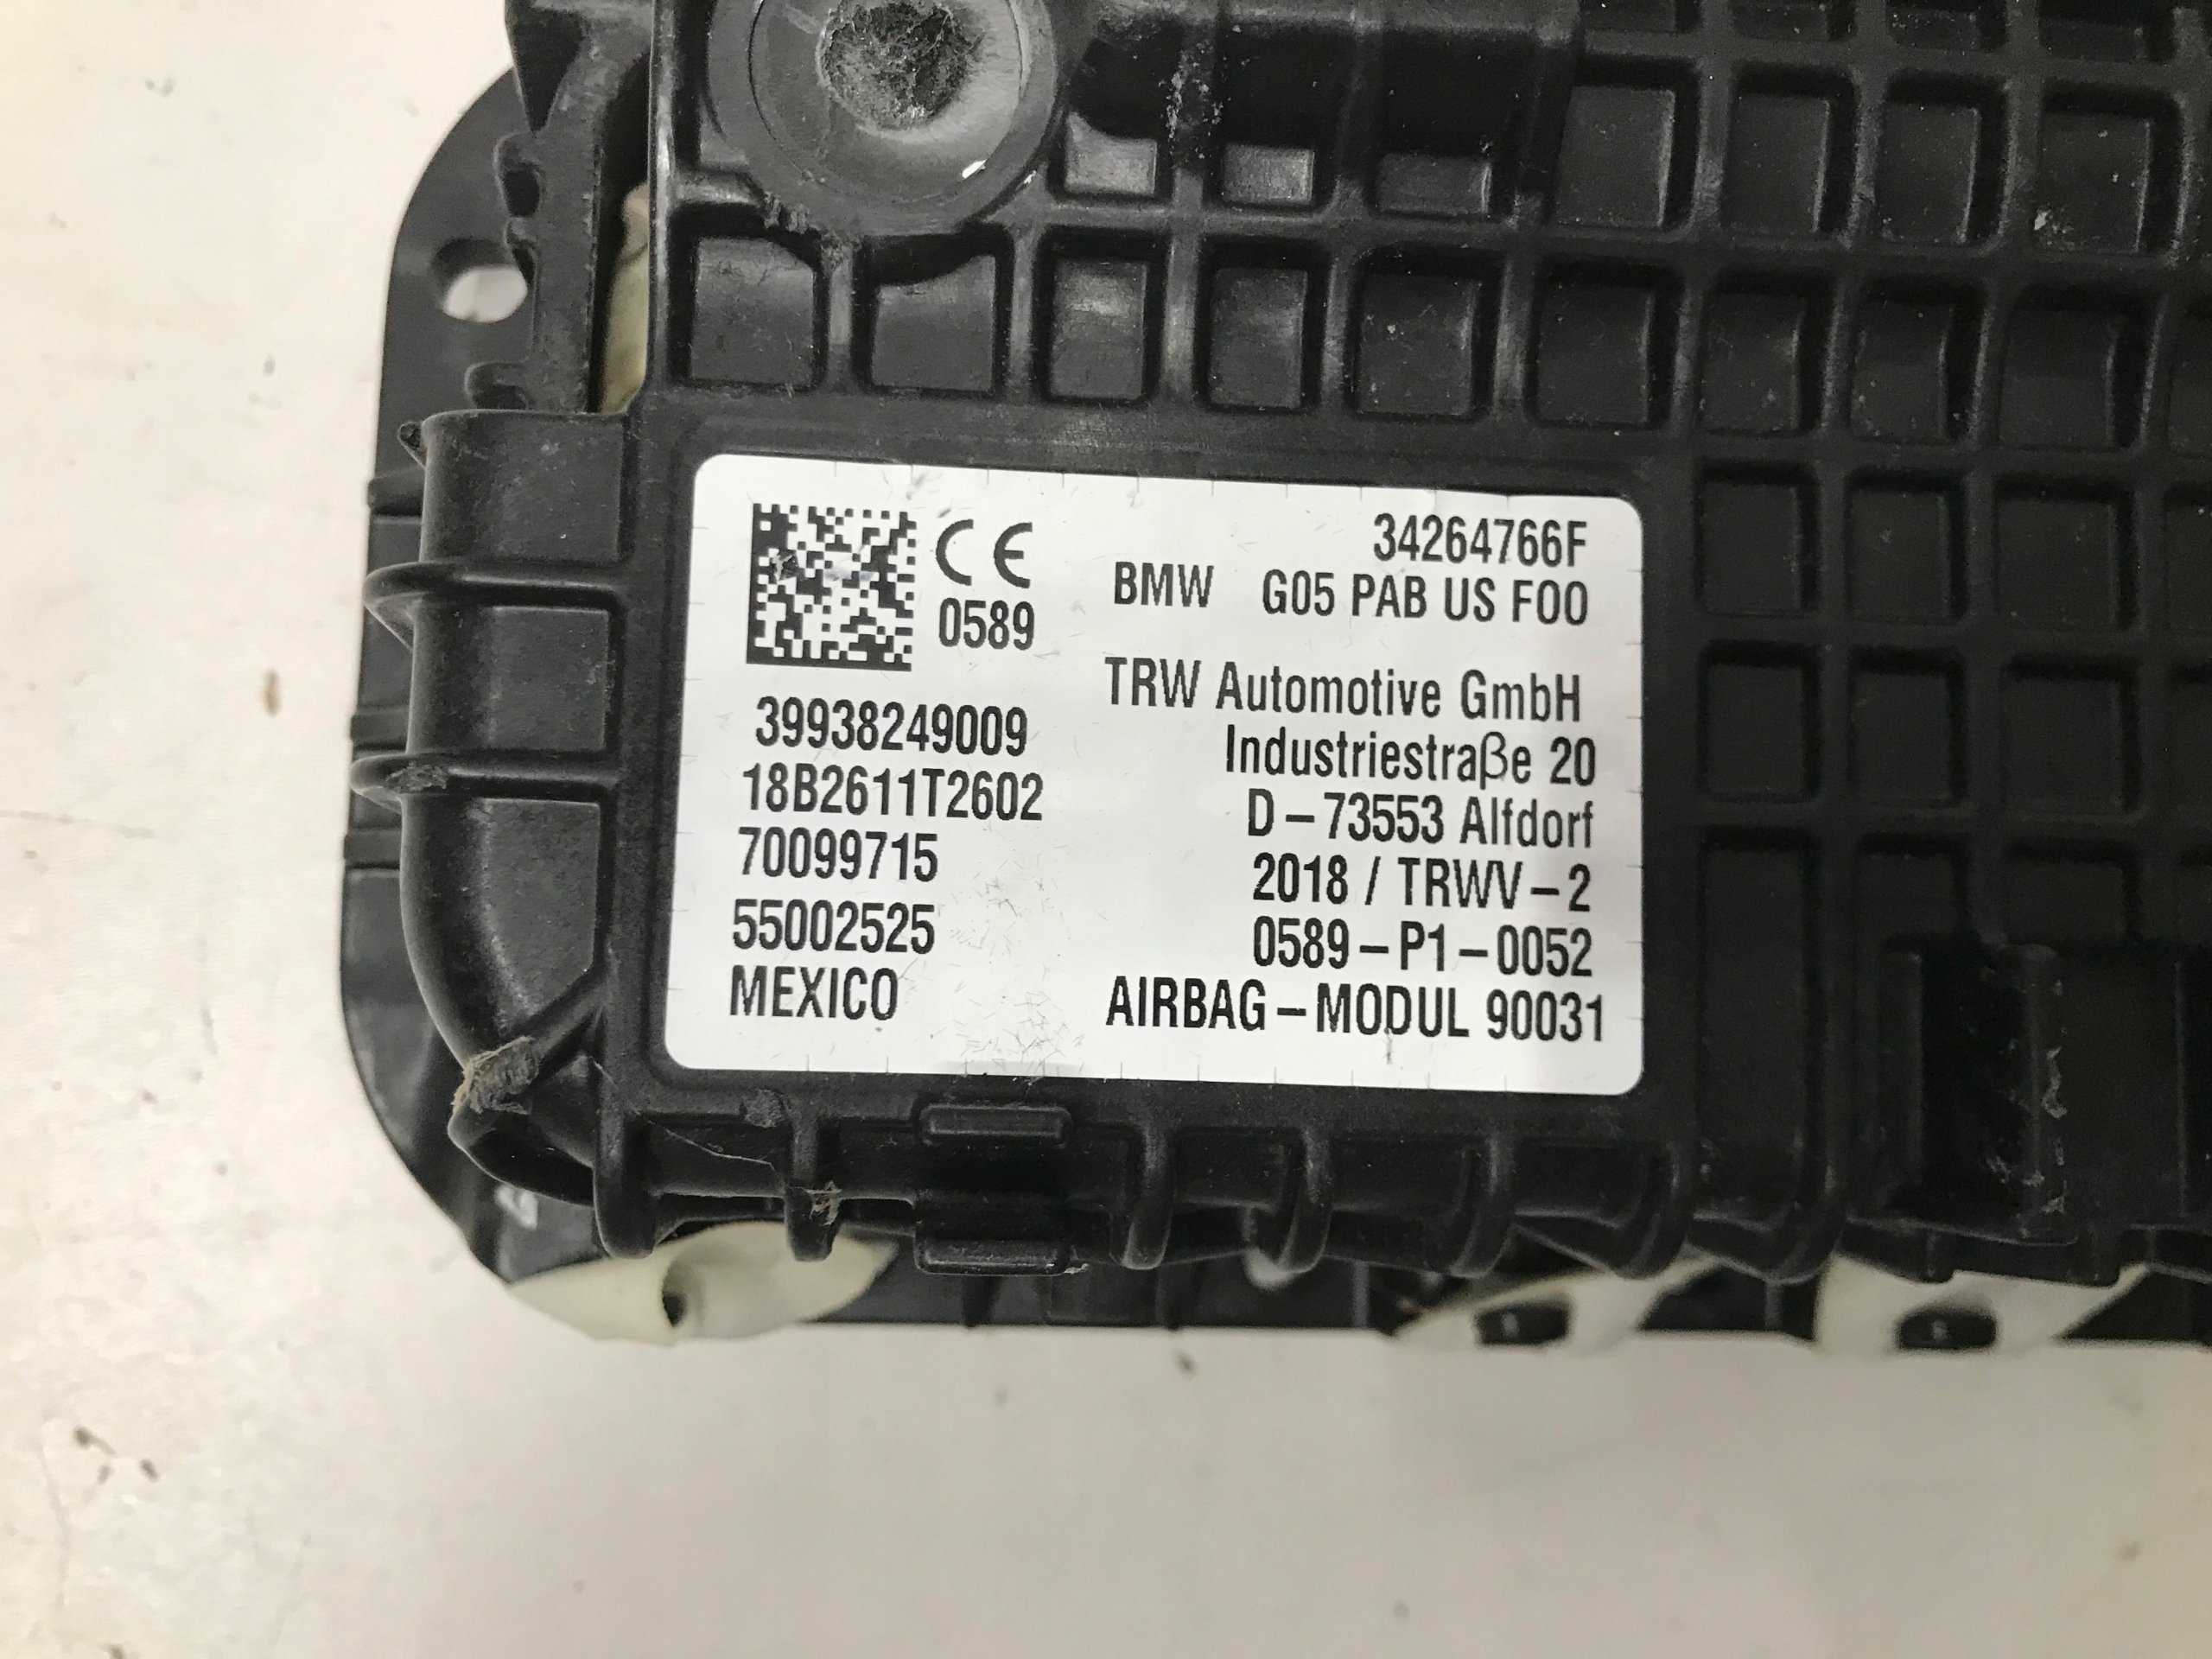 CE
0589
39938249009
18B2611T2602
70099715
55002525
MEXICO
34264766F
BMW G05 PAB US F00
TRW Automotive GmbH
Industriestraße 20
D-73553 Alfdorf
2018 / TRWV-2
0589-P1-0052
AIRBAG-MODUL 90031